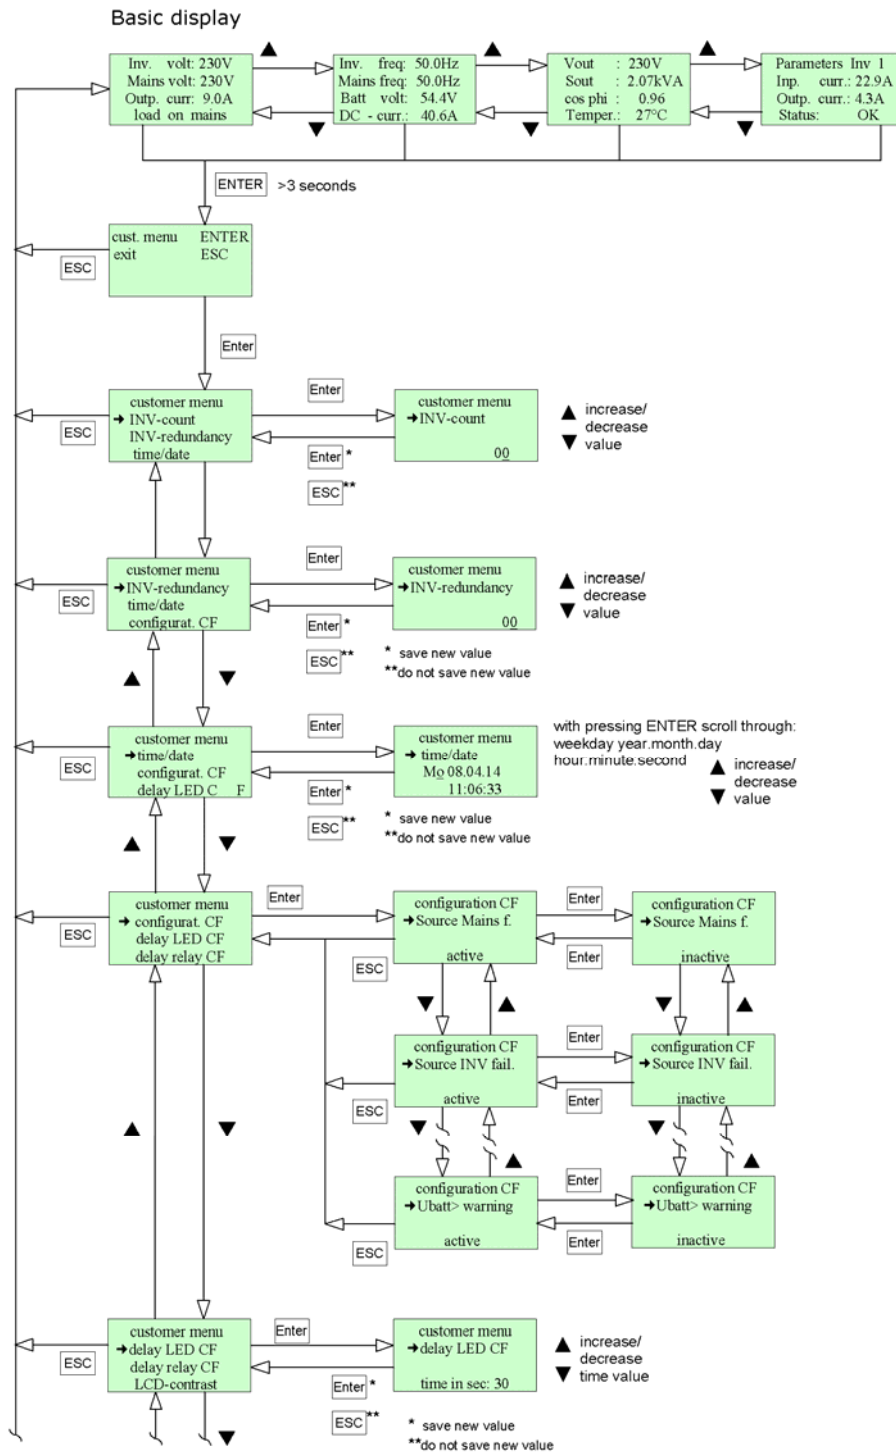 Basic display
Inv. volt: 230V
Mains volt: 230V
Outp. curr: 9.0A
load on mains
Inv. freq: 50.0Hz
Mains freq: 50.0Hz
Batt volt: 54.4V
DC - curr.: 40.6A
Vout : 230V
Sout : 2.07kVA
cos phi : 0.96
Temper.: 27°C
Parameters Inv 1
Inp. curr.: 22.9A
Outp. curr.: 4.3A
Status: OK
ENTER >3 seconds
cust. menu ENTER
exit ESC
ESC
Enter
customer menu
→INV-count
INV-redundancy
time/date
ESC
Enter
Enter *
ESC **
customer menu
→INV-count
00
▲ increase/
decrease
▼ value
customer menu
→INV-redundancy
time/date
configurat. CF
ESC
Enter
Enter *
ESC **
customer menu
→INV-redundancy
00
▲ increase/
decrease
▼ value
* save new value
**do not save new value
customer menu
→time/date
configurat. CF
delay LED C F
ESC
Enter
Enter *
ESC **
customer menu
→ time/date
Mo 08.04.14
11:06:33
with pressing ENTER scroll through:
weekday year.month.day
hour.minute.second
▲ increase/
decrease
▼ value
* save new value
**do not save new value
customer menu
→ configurat. CF
delay LED CF
delay relay CF
ESC
Enter
configuration CF
→Source Mains f.
active
ESC
Enter
Enter
configuration CF
→Source Mains f.
inactive
configuration CF
→Source INV fail.
active
ESC
Enter
Enter
configuration CF
→Source INV fail.
inactive
configuration CF
→Ubatt> warning
active
ESC
Enter
Enter
configuration CF
→Ubatt> warning
inactive
customer menu
→delay LED CF
delay relay CF
LCD-contrast
ESC
Enter
Enter *
ESC **
customer menu
→delay LED CF
time in sec: 30
▲ increase/
decrease
▼ time value
* save new value
**do not save new value